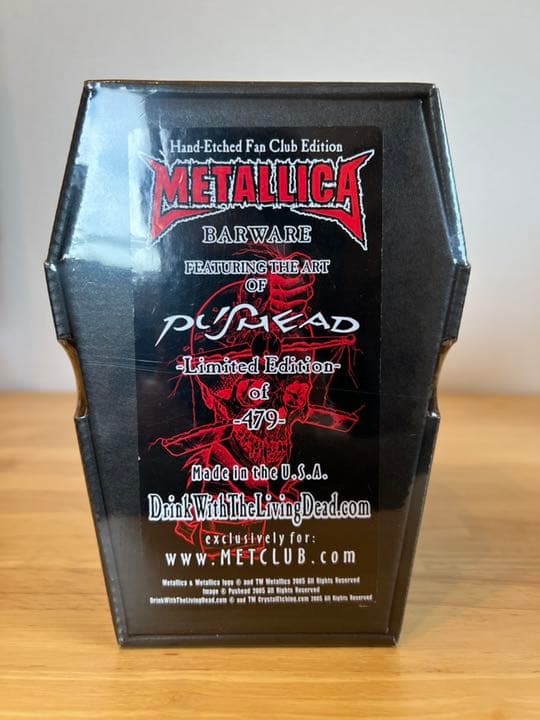 Hand-Etched Fan Club Edition
METALLICA
BARWARE
FEATURING THE ART
OF
PUSHEAD
-Limited Edition-
of
-479-
Made in the U.S.A.
DrinkWithTheLivingDead.com
exclusively for:
www.METCLUB.com
Metallica & Metallica logo © and TM Metallica 2005 All Rights Reserved
Image © Pushead 2005 All Rights Reserved
DrinkWithTheLivingDead.com © and TM CrystalEtching.com 2005 All Rights Reserved